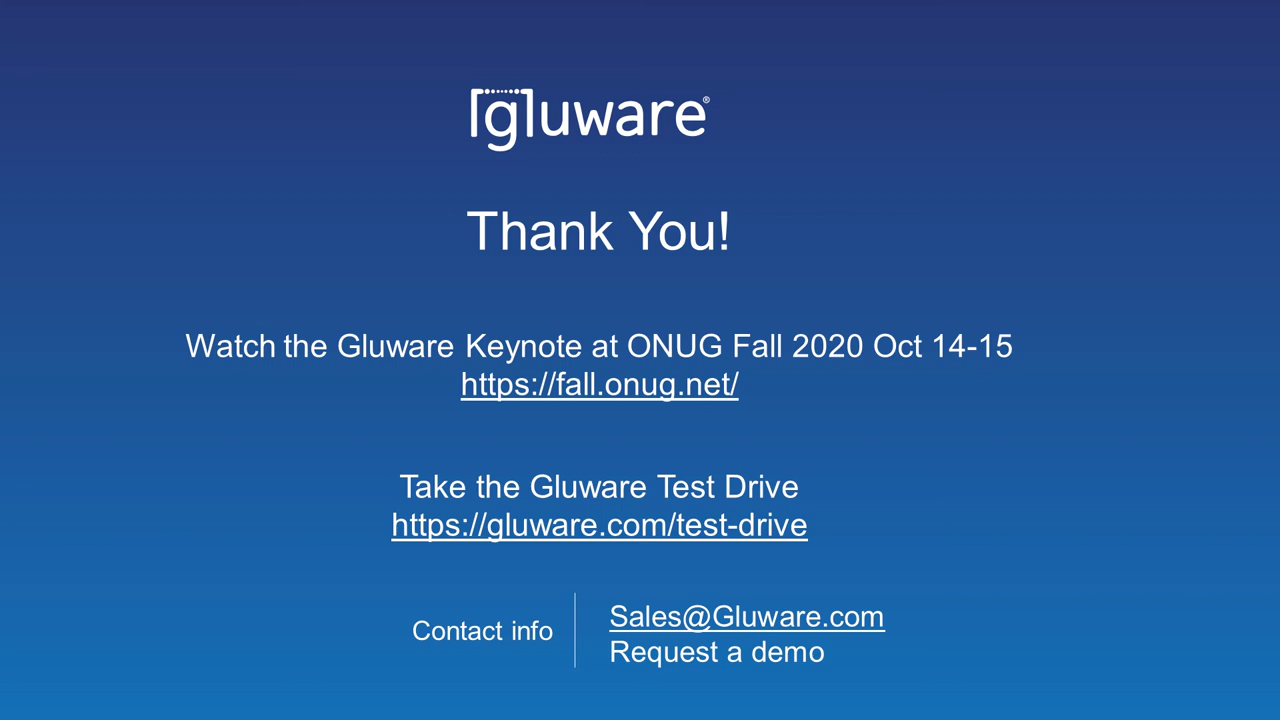 [g]luware®
Thank You!
Watch the Gluware Keynote at ONUG Fall 2020 Oct 14-15
https://fall.onug.net/
Take the Gluware Test Drive
https://gluware.com/test-drive
Contact info
Sales@Gluware.com
Request a demo